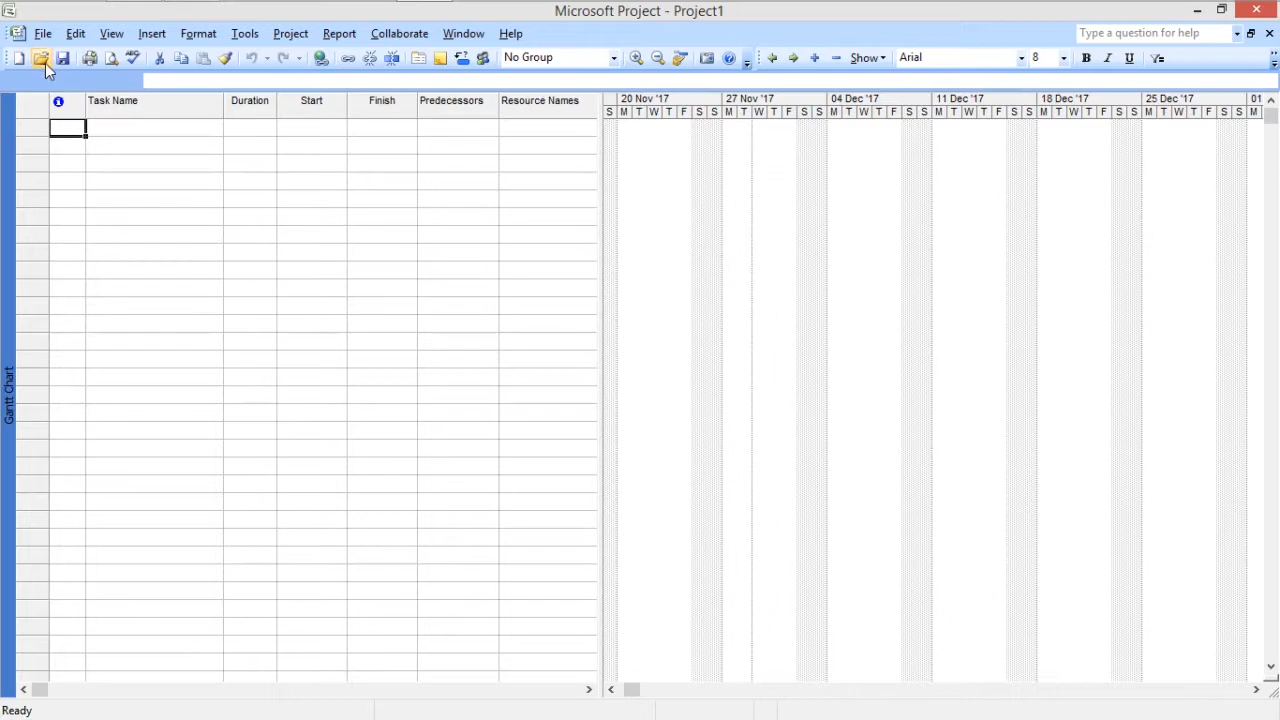 Microsoft Project - Project1
File Edit View Insert Format Tools Project Report Collaborate Window Help Type a question for help
No Group Show Arial 8 B I U
Task Name Duration Start Finish Predecessors Resource Names 20 Nov '17 27 Nov '17 04 Dec '17 11 Dec '17 18 Dec '17 25 Dec '17 01
S M T W T F S S M T W T F S S M T W T F S S M T W T F S S M T W T F S S M T W T F S S M
Gantt Chart
Ready